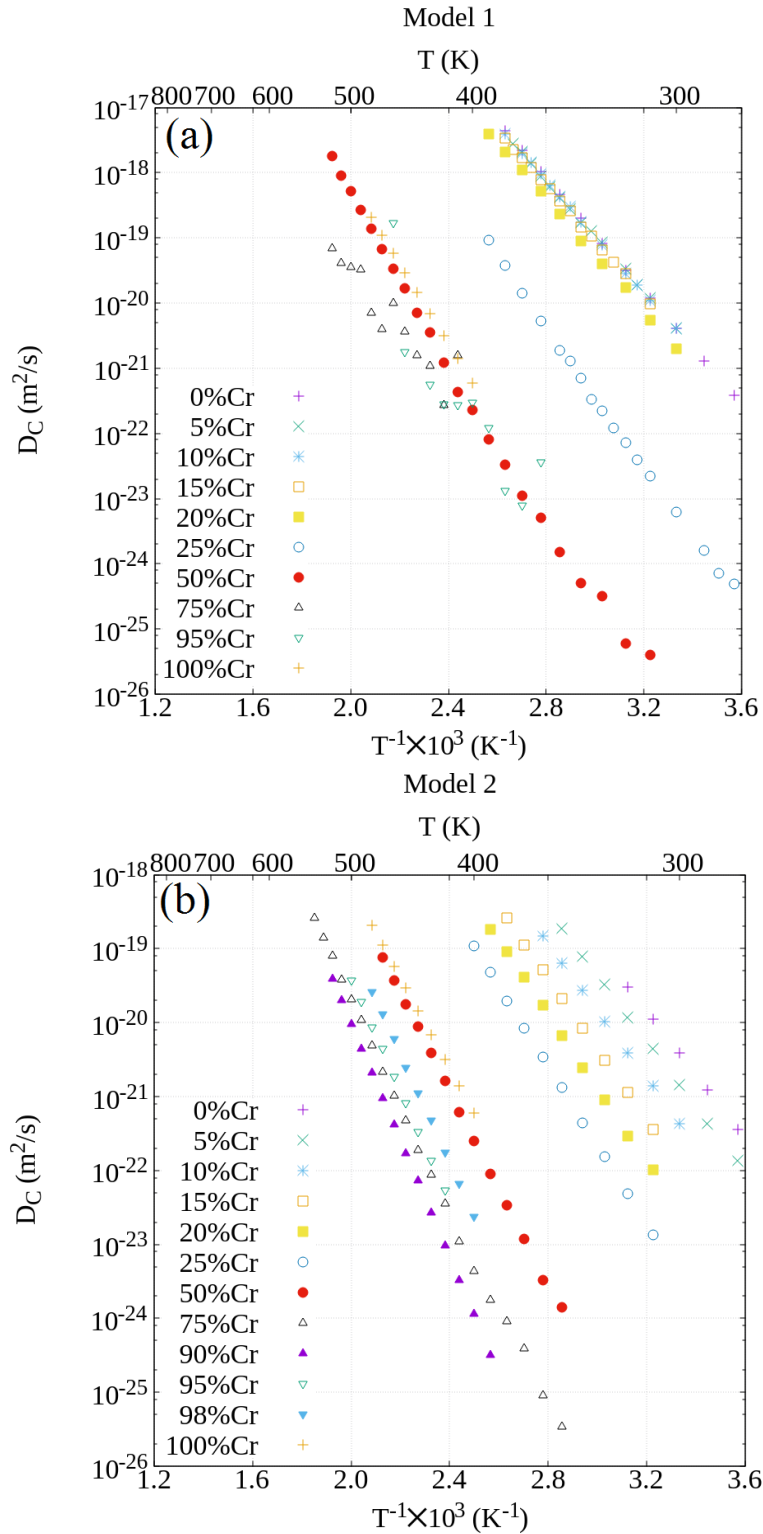 Model 1
T (K)
800 700 600 500 400 300
(a)
10⁻¹⁷
10⁻¹⁸
10⁻¹⁹
10⁻²⁰
10⁻²¹
10⁻²²
10⁻²³
10⁻²⁴
10⁻²⁵
10⁻²⁶
D_C (m²/s)
0%Cr
5%Cr
10%Cr
15%Cr
20%Cr
25%Cr
50%Cr
75%Cr
95%Cr
100%Cr
1.2 1.6 2.0 2.4 2.8 3.2 3.6
T⁻¹×10³ (K⁻¹)
Model 2
T (K)
800 700 600 500 400 300
(b)
10⁻¹⁸
10⁻¹⁹
10⁻²⁰
10⁻²¹
10⁻²²
10⁻²³
10⁻²⁴
10⁻²⁵
10⁻²⁶
D_C (m²/s)
0%Cr
5%Cr
10%Cr
15%Cr
20%Cr
25%Cr
50%Cr
75%Cr
90%Cr
95%Cr
98%Cr
100%Cr
1.2 1.6 2.0 2.4 2.8 3.2 3.6
T⁻¹×10³ (K⁻¹)